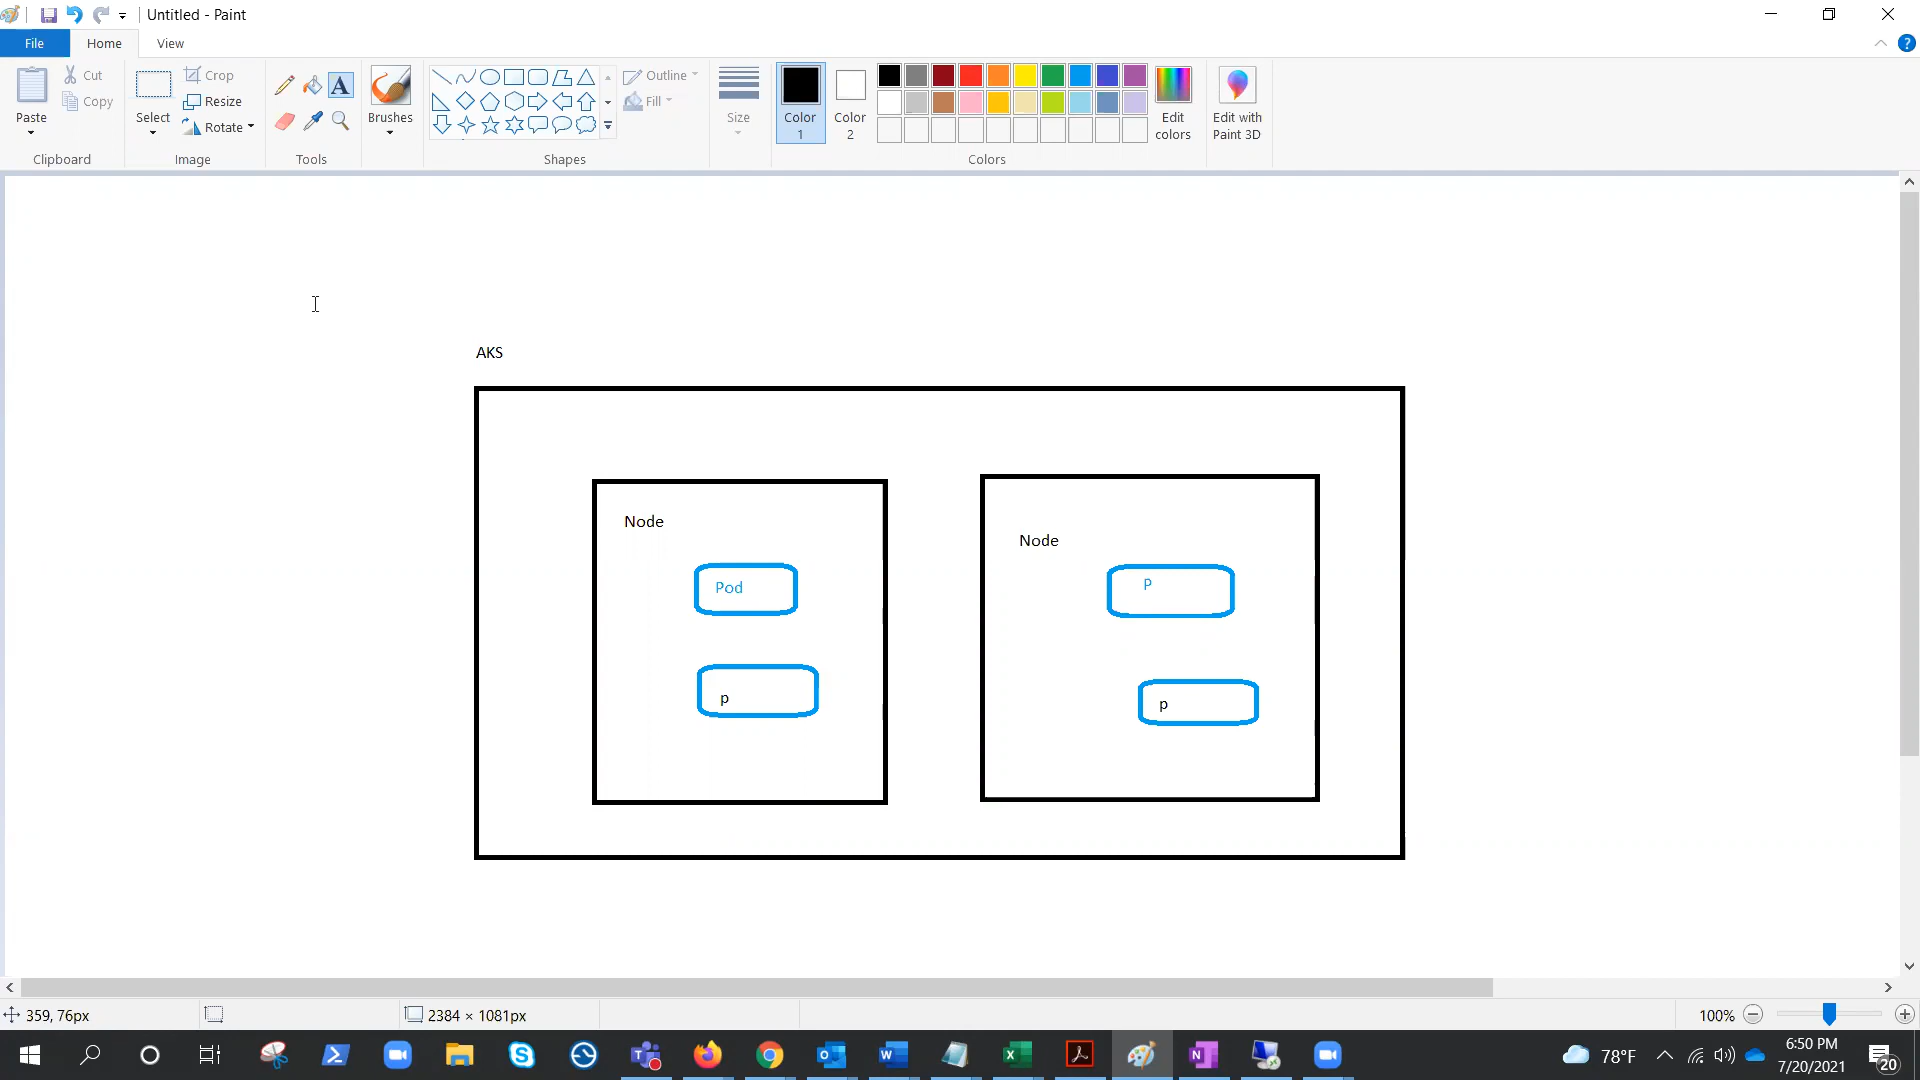 Untitled - Paint
File
Home
View
Paste
Cut
Copy
Clipboard
Select
Crop
Resize
Rotate
Image
A
Tools
Brushes
Outline
Fill
Shapes
Size
Color
1
Color
2
Colors
Edit
colors
Edit with
Paint 3D
AKS
Node
Pod
p
Node
P
p
359, 76px
2384 × 1081px
100%
78°F
6:50 PM
7/20/2021
20